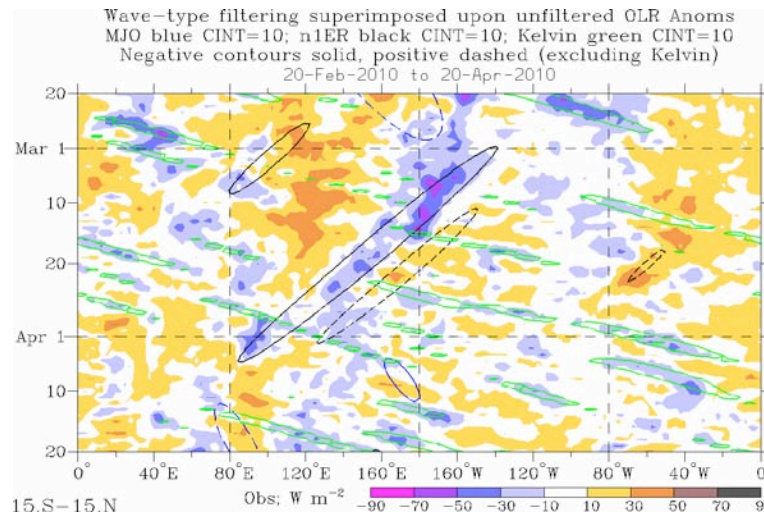 Wave-type filtering superimposed upon unfiltered OLR Anoms
MJO blue CINT=10; n1ER black CINT=10; Kelvin green CINT=10
Negative contours solid, positive dashed (excluding Kelvin)
20-Feb-2010 to 20-Apr-2010
20
Mar 1
10
20
Apr 1
10
20
0° 40°E 80°E 120°E 160°E 160°W 120°W 80°W 40°W 0
15.S-15.N
Obs; W m⁻²
-90 -70 -50 -30 -10 10 30 50 70 9